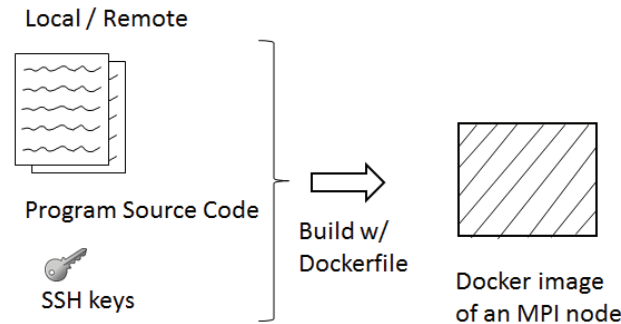 Local / Remote
Program Source Code
SSH keys
Build w/
Dockerfile
Docker image
of an MPI node